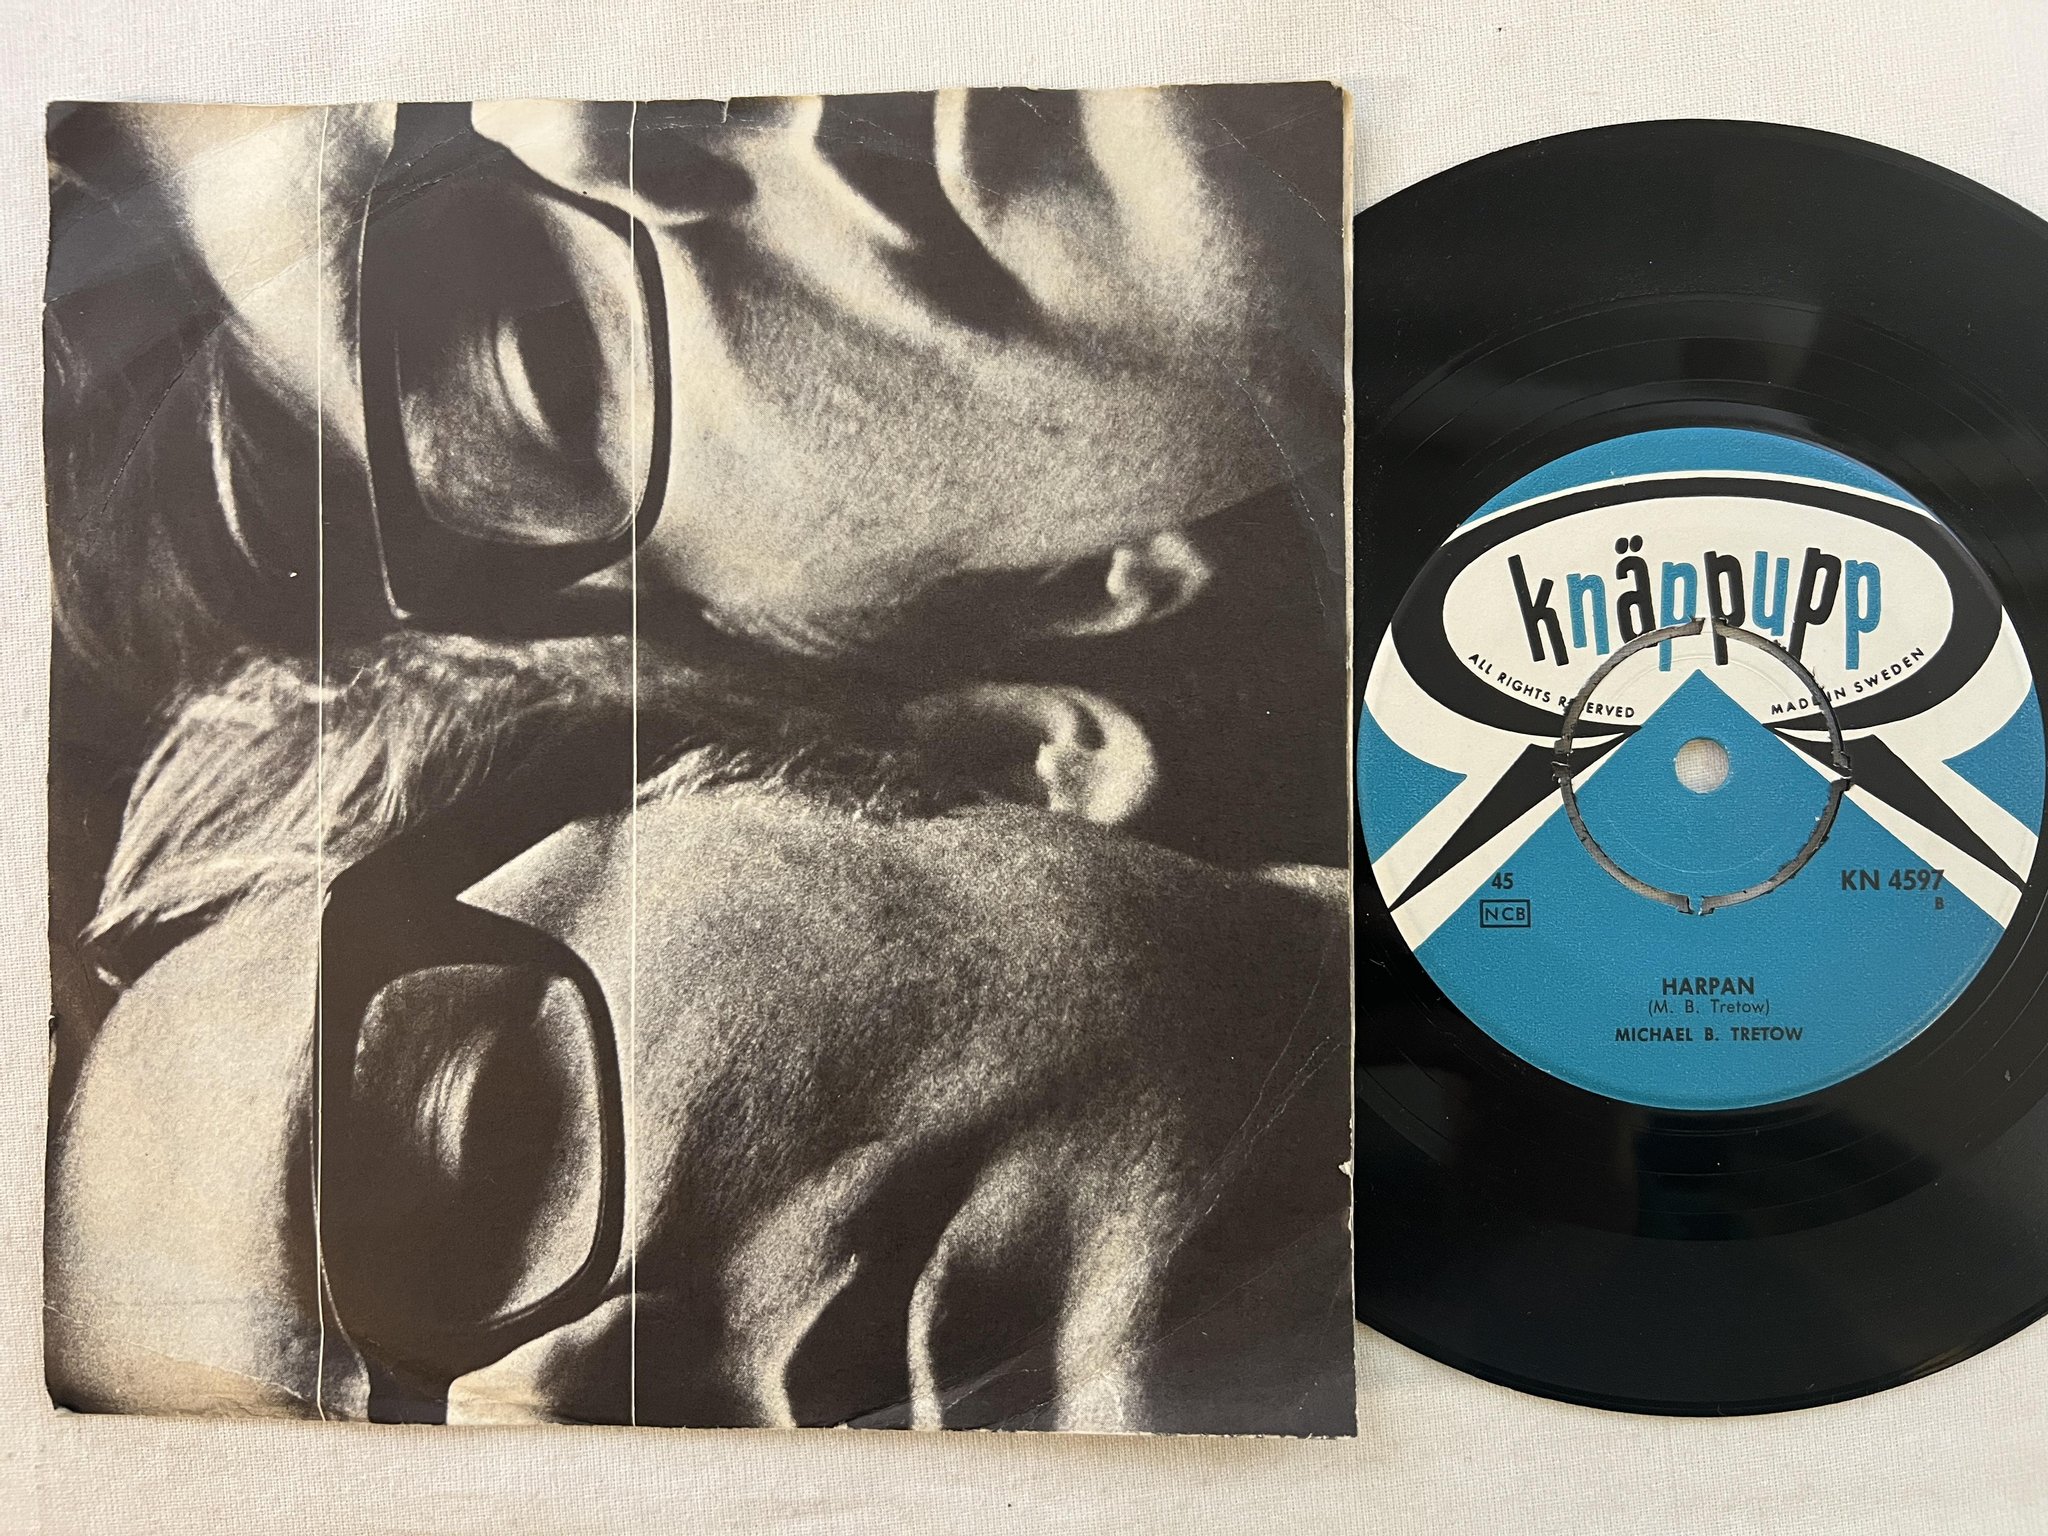 knäppupp
ALL RIGHTS RESERVED MADE IN SWEDEN
45 KN 4597
NCB B
HARPAN
(M. B. Tretow)
MICHAEL B. TRETOW